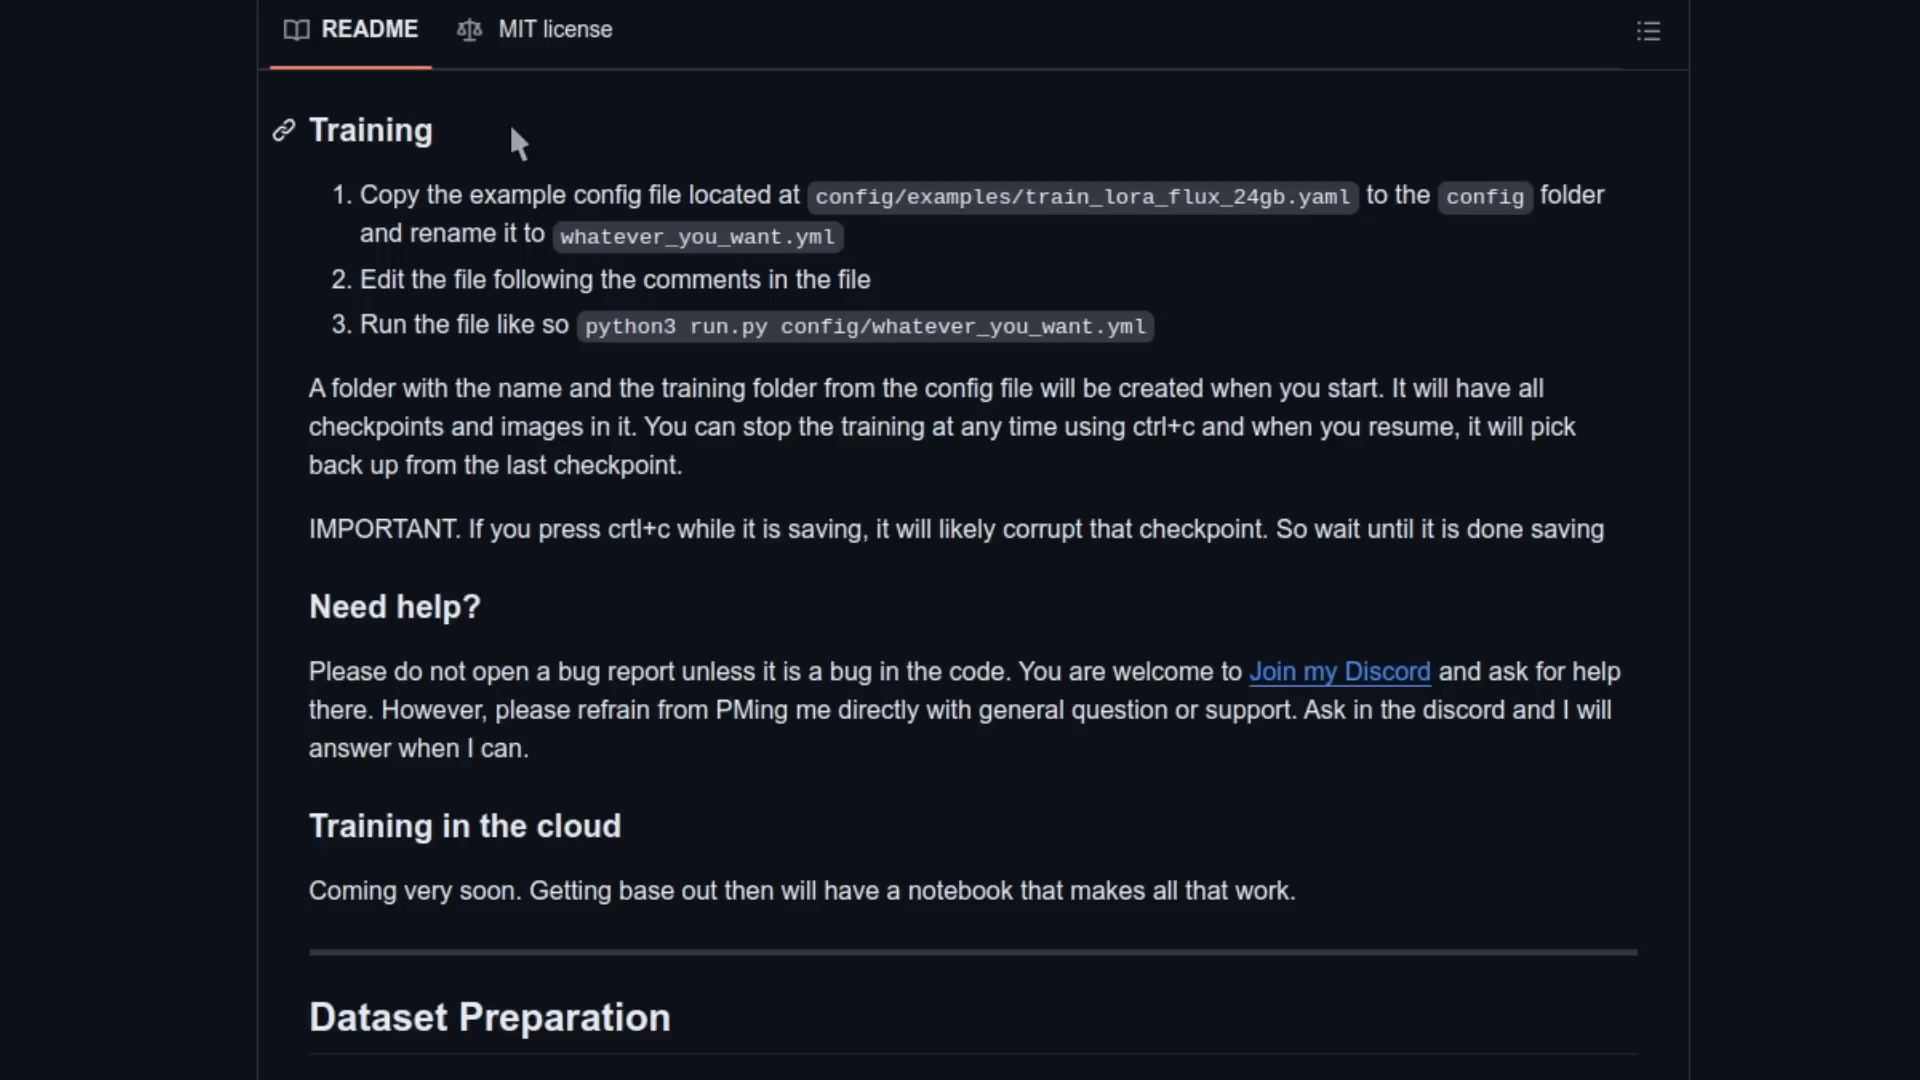 README MIT license
Training
1. Copy the example config file located at config/examples/train_lora_flux_24gb.yaml to the config folder
and rename it to whatever_you_want.yml
2. Edit the file following the comments in the file
3. Run the file like so python3 run.py config/whatever_you_want.yml
A folder with the name and the training folder from the config file will be created when you start. It will have all
checkpoints and images in it. You can stop the training at any time using ctrl+c and when you resume, it will pick
back up from the last checkpoint.
IMPORTANT. If you press crtl+c while it is saving, it will likely corrupt that checkpoint. So wait until it is done saving
Need help?
Please do not open a bug report unless it is a bug in the code. You are welcome to Join my Discord and ask for help
there. However, please refrain from PMing me directly with general question or support. Ask in the discord and I will
answer when I can.
Training in the cloud
Coming very soon. Getting base out then will have a notebook that makes all that work.
Dataset Preparation